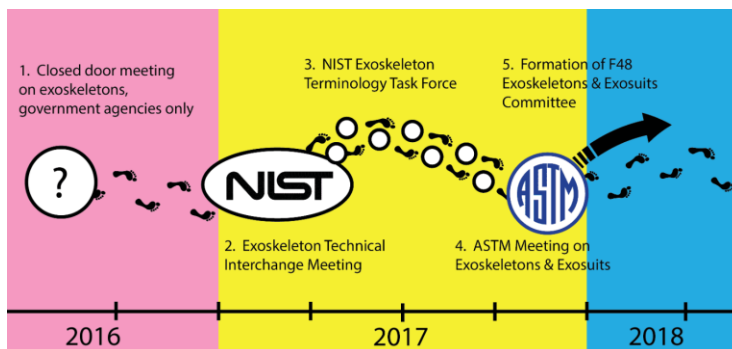 1. Closed door meeting
on exoskeletons,
government agencies only
?
NIST
2. Exoskeleton Technical
Interchange Meeting
3. NIST Exoskeleton
Terminology Task Force
ASTM
4. ASTM Meeting on
Exoskeletons & Exosuits
5. Formation of F48
Exoskeletons & Exosuits
Committee
2016
2017
2018